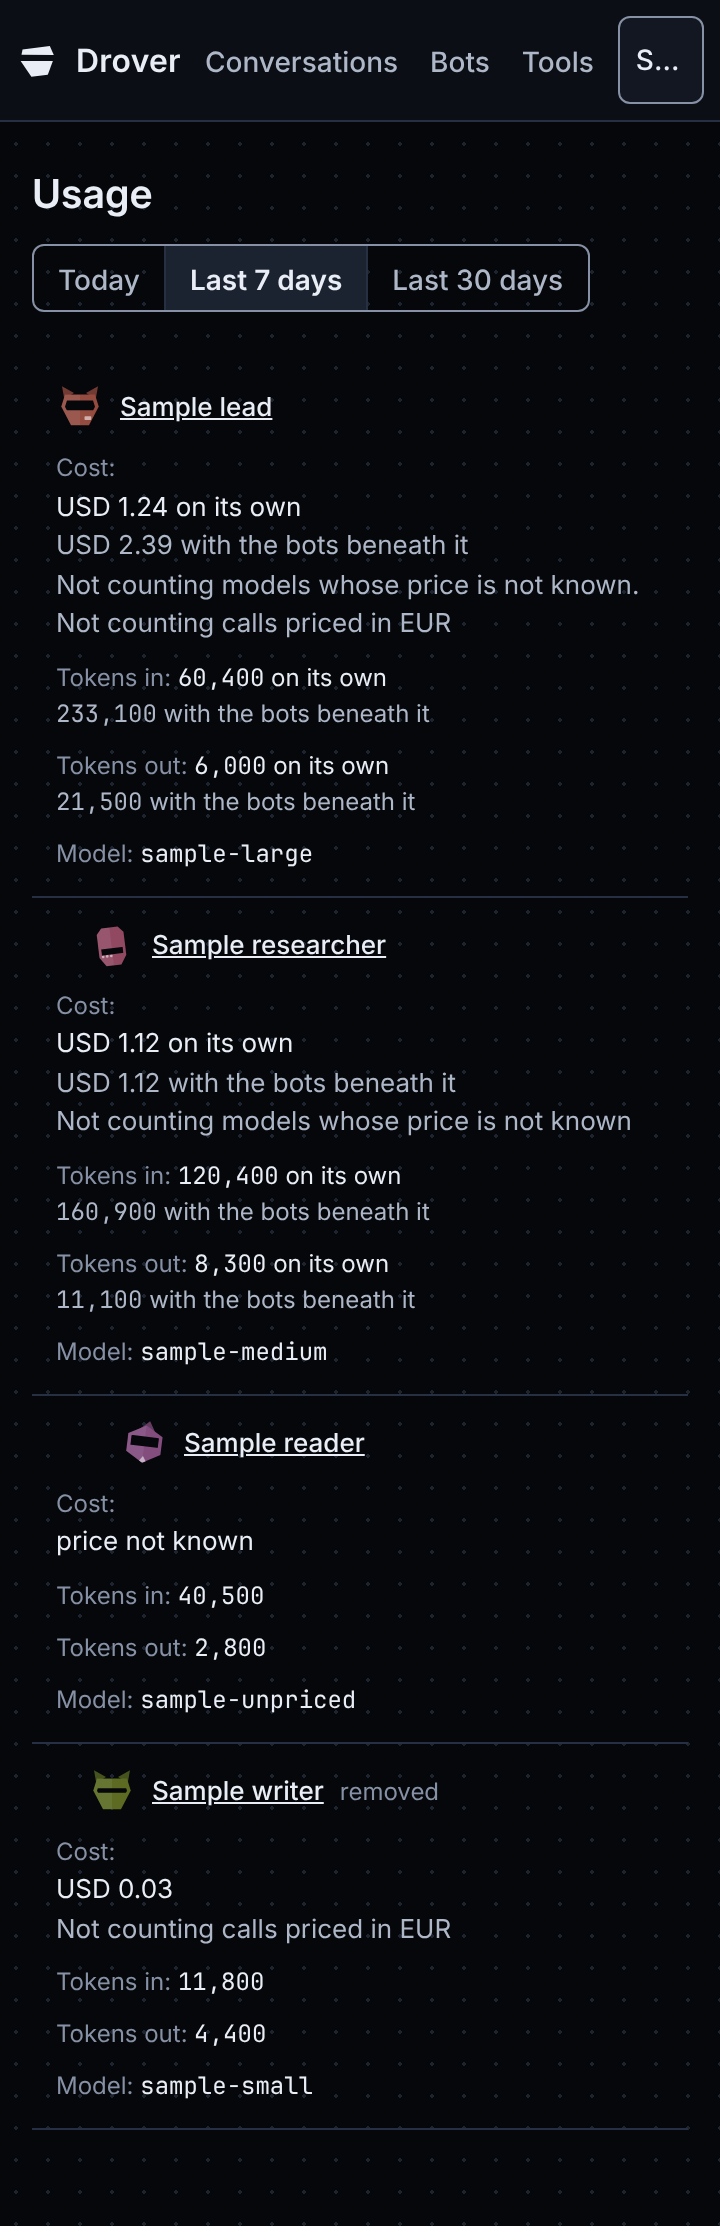 Drover Conversations Bots Tools S...
Usage
Today Last 7 days Last 30 days
Sample lead
Cost:
USD 1.24 on its own
USD 2.39 with the bots beneath it
Not counting models whose price is not known.
Not counting calls priced in EUR
Tokens in: 60,400 on its own
233,100 with the bots beneath it
Tokens out: 6,000 on its own
21,500 with the bots beneath it
Model: sample-large
Sample researcher
Cost:
USD 1.12 on its own
USD 1.12 with the bots beneath it
Not counting models whose price is not known
Tokens in: 120,400 on its own
160,900 with the bots beneath it
Tokens out: 8,300 on its own
11,100 with the bots beneath it
Model: sample-medium
Sample reader
Cost:
price not known
Tokens in: 40,500
Tokens out: 2,800
Model: sample-unpriced
Sample writer removed
Cost:
USD 0.03
Not counting calls priced in EUR
Tokens in: 11,800
Tokens out: 4,400
Model: sample-small